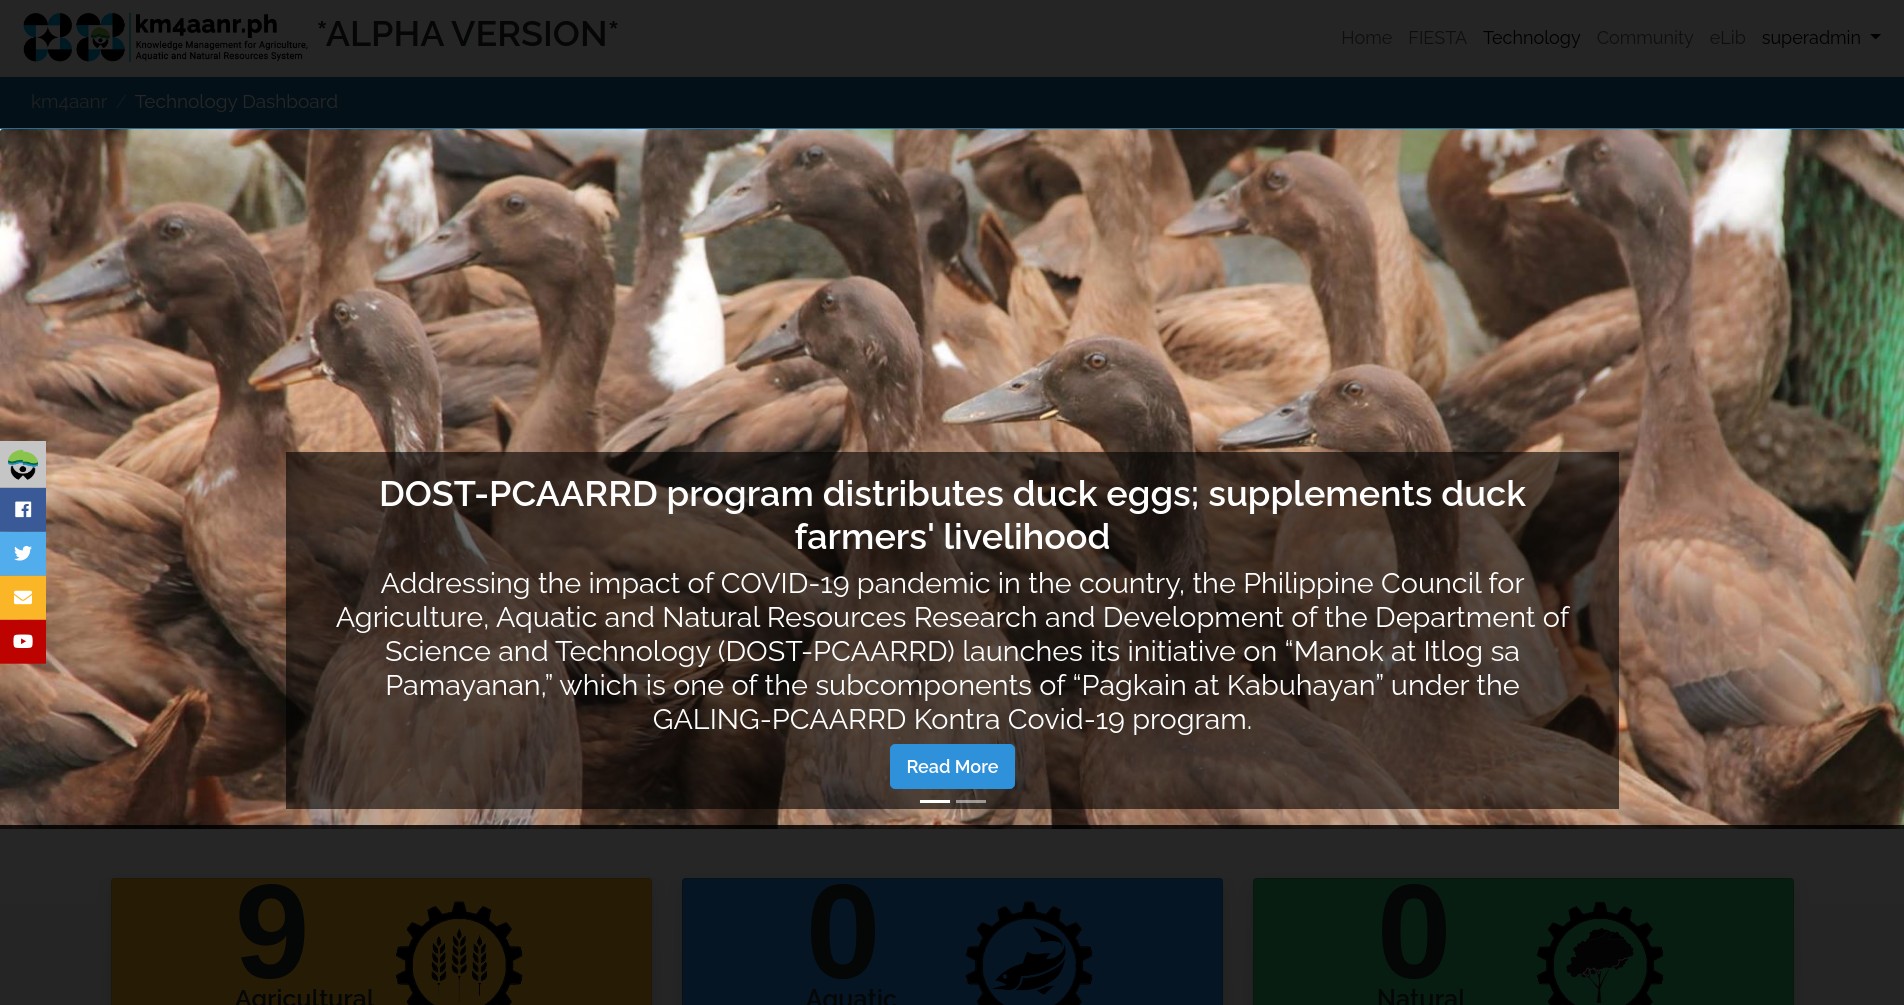 km4aanr.ph
Knowledge Management for Agriculture,
Aquatic and Natural Resources System
*ALPHA VERSION*
Home FIESTA Technology Community eLib superadmin
km4aanr / Technology Dashboard
DOST-PCAARRD program distributes duck eggs; supplements duck
farmers' livelihood
Addressing the impact of COVID-19 pandemic in the country, the Philippine Council for
Agriculture, Aquatic and Natural Resources Research and Development of the Department of
Science and Technology (DOST-PCAARRD) launches its initiative on “Manok at Itlog sa
Pamayanan,” which is one of the subcomponents of “Pagkain at Kabuhayan” under the
GALING-PCAARRD Kontra Covid-19 program.
Read More
9
Agricultural
0
Aquatic
0
Natural